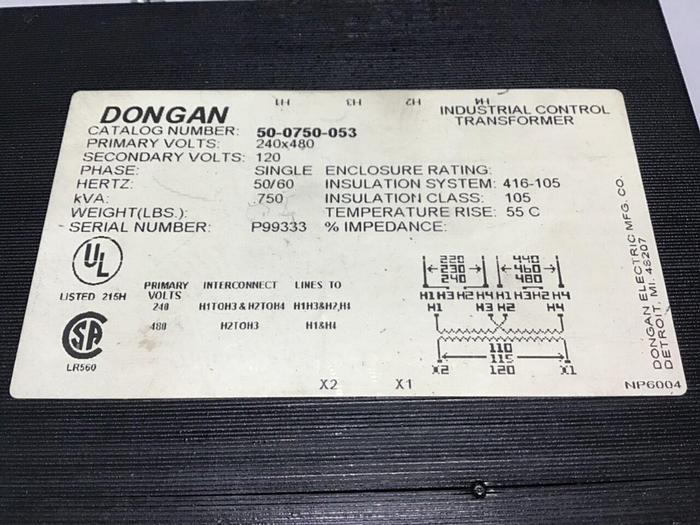 H1 H3 H2 H4
DONGAN
INDUSTRIAL CONTROL
TRANSFORMER
CATALOG NUMBER: 50-0750-053
PRIMARY VOLTS: 240x480
SECONDARY VOLTS: 120
PHASE: SINGLE ENCLOSURE RATING:
HERTZ: 50/60 INSULATION SYSTEM: 416-105
kVA: .750 INSULATION CLASS: 105
WEIGHT(LBS.): TEMPERATURE RISE: 55 C
SERIAL NUMBER: P99333 % IMPEDANCE:
UL
LISTED 215H
PRIMARY VOLTS INTERCONNECT LINES TO
240 H1TOH3 & H2TOH4 H1H3&H2,H4
480 H2TOH3 H1&H4
SA
LR560
220 440
230 460
240 480
H1 H3 H2 H4 H1 H3 H2 H4
H1 H3 H2 H4
110
115
X2 120 X1
X2 X1
DONGAN ELECTRIC MFG. CO.
DETROIT, MI. 48207
NP6004